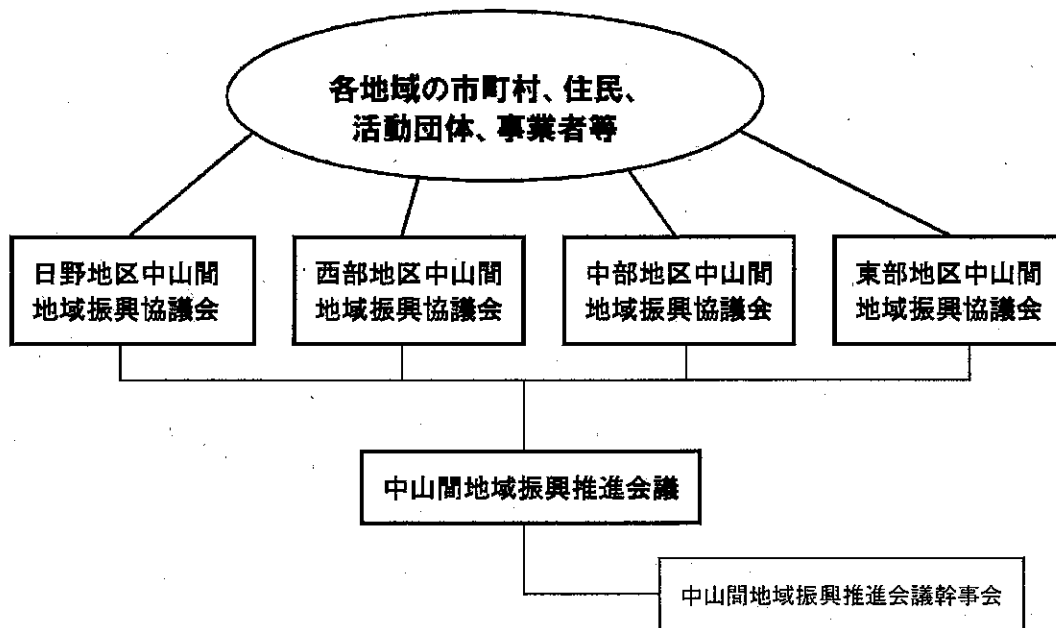 各地域の市町村、住民、
活動団体、事業者等
日野地区中山間
地域振興協議会
西部地区中山間
地域振興協議会
中部地区中山間
地域振興協議会
東部地区中山間
地域振興協議会
中山間地域振興推進会議
中山間地域振興推進会議幹事会